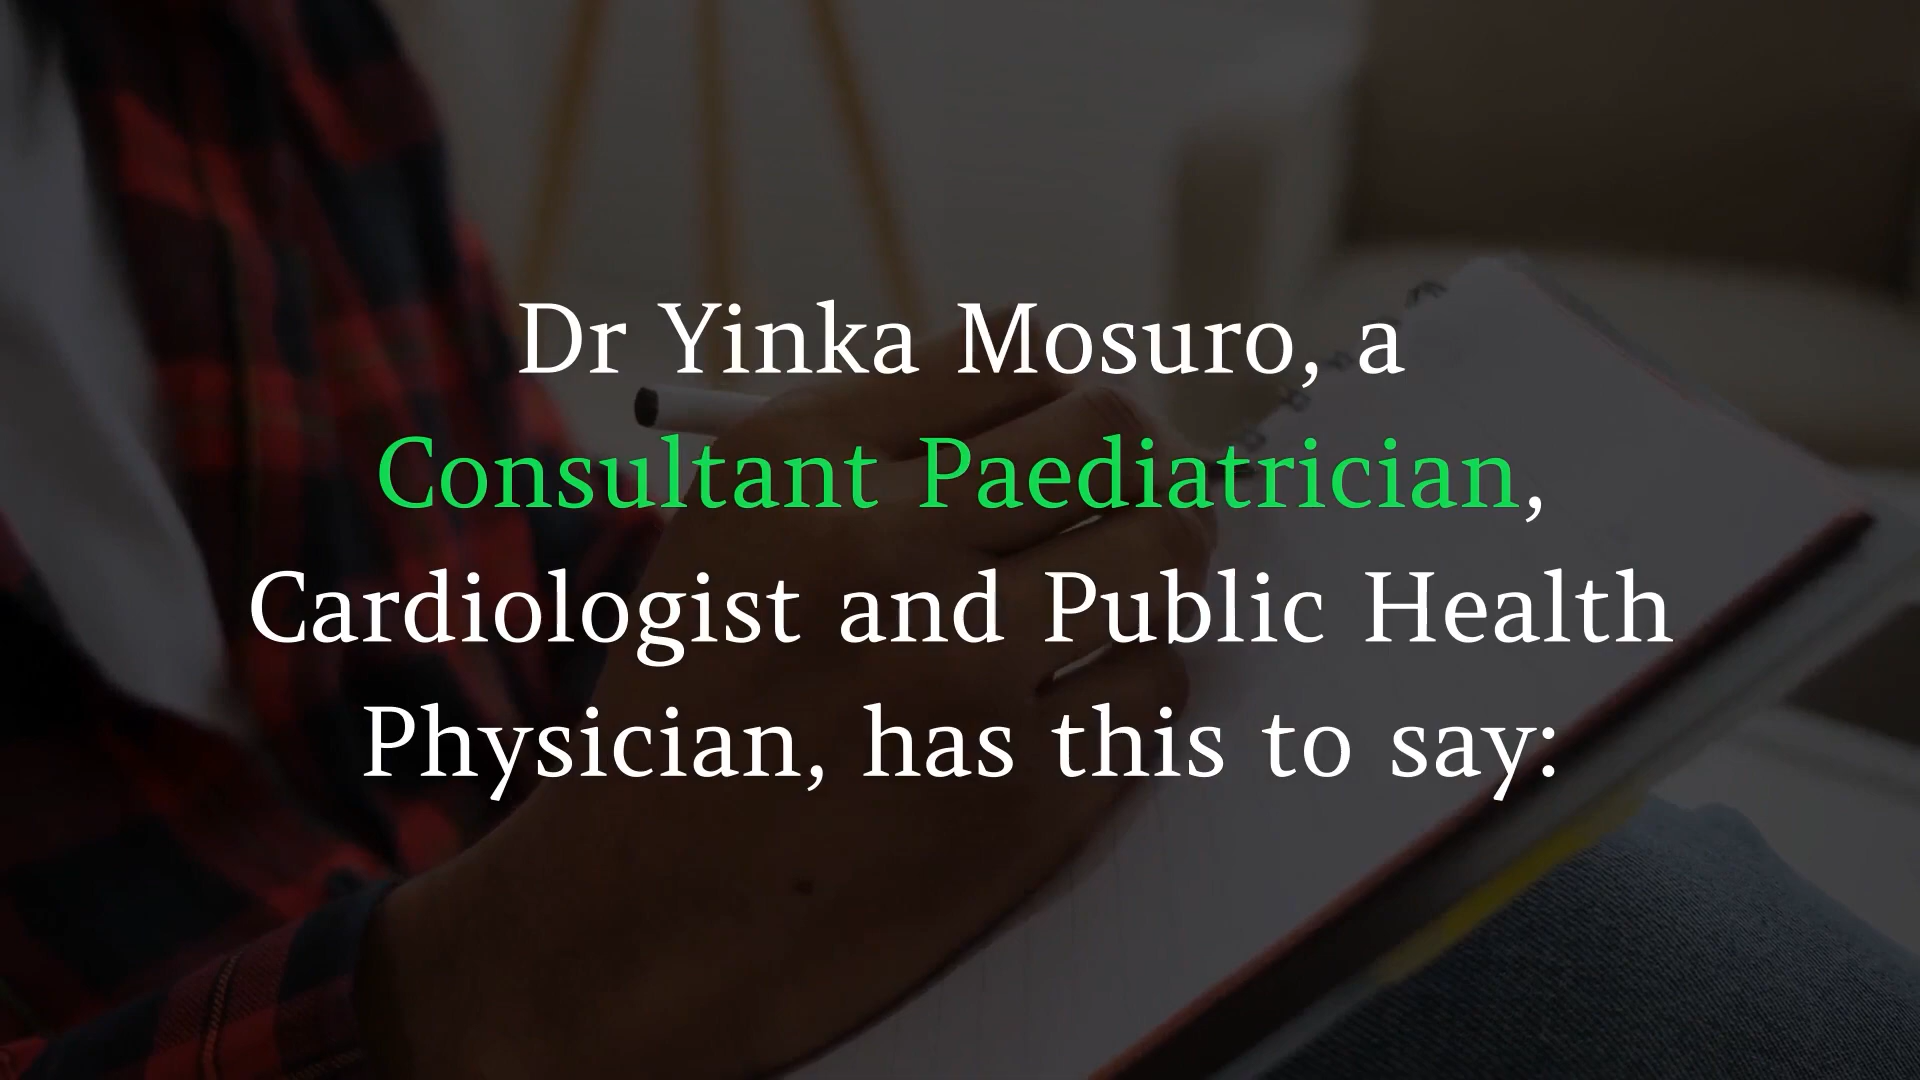 Dr Yinka Mosuro, a
Consultant Paediatrician,
Cardiologist and Public Health
Physician, has this to say: